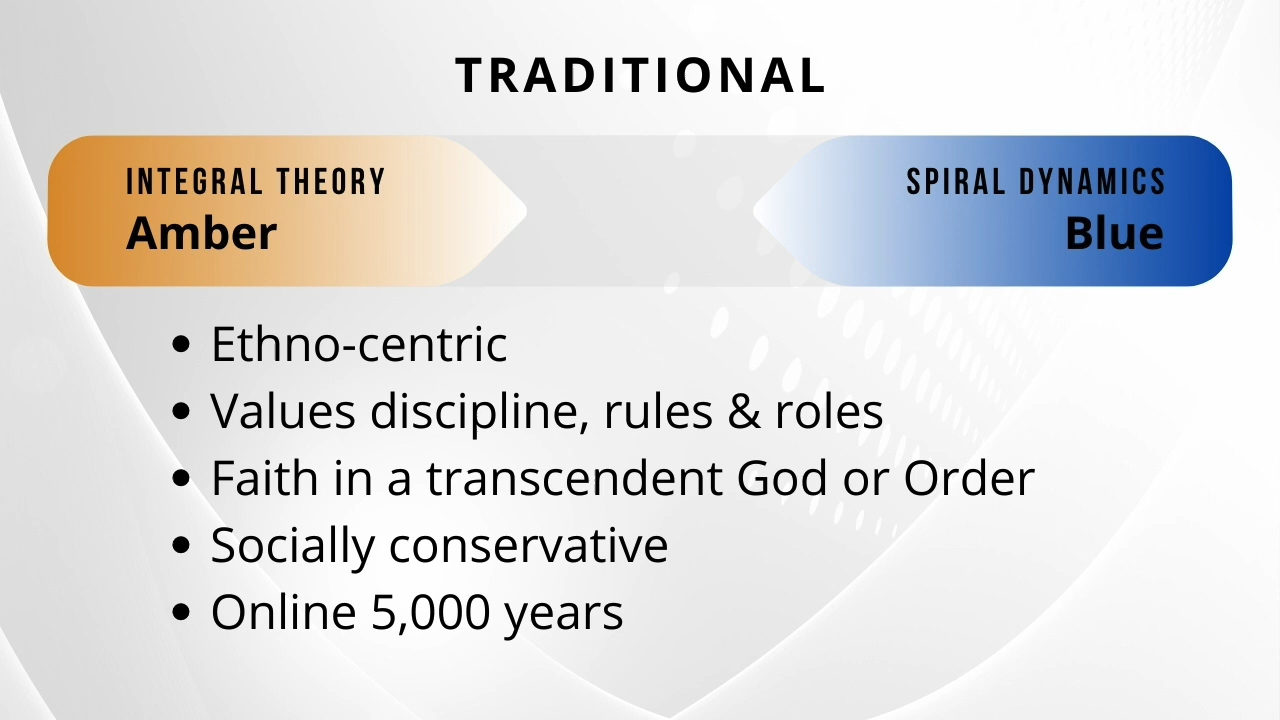 TRADITIONAL
INTEGRAL THEORY
Amber
SPIRAL DYNAMICS
Blue
• Ethno-centric
• Values discipline, rules & roles
• Faith in a transcendent God or Order
• Socially conservative
• Online 5,000 years